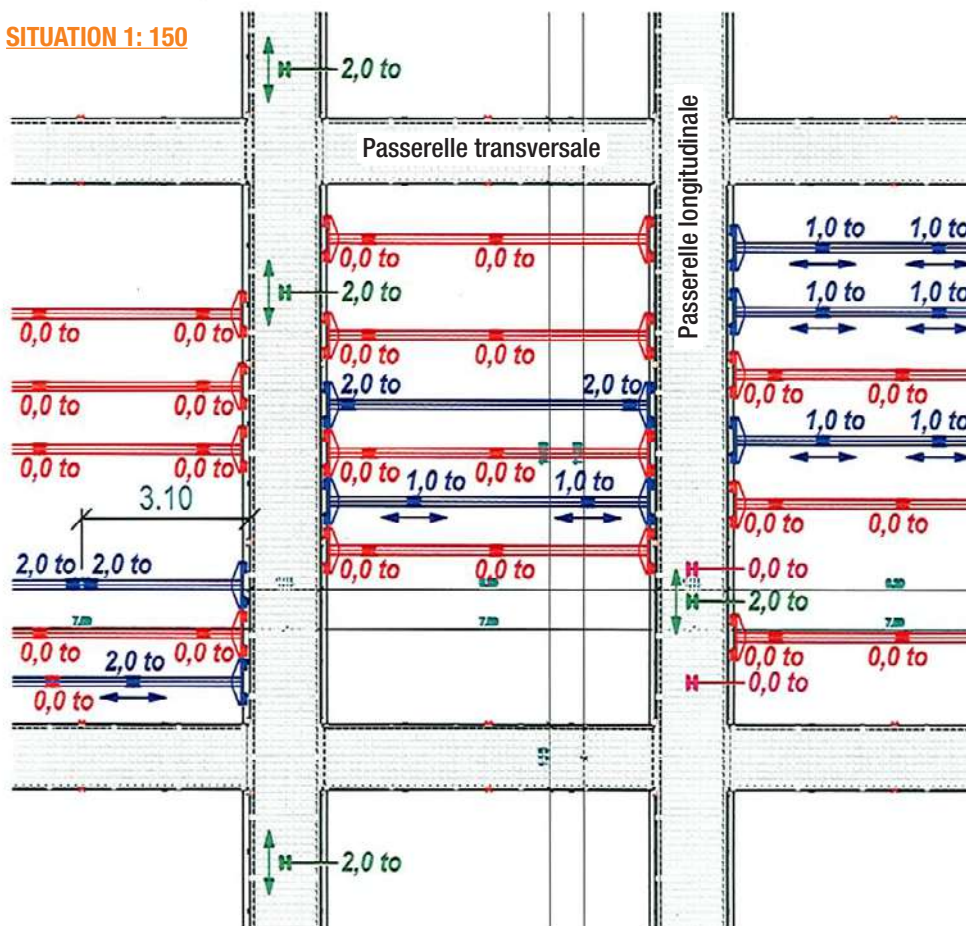 SITUATION 1: 150
2,0 to
Passerelle transversale
Passerelle longitudinale
1,0 to 1,0 to
0,0 to 0,0 to
2,0 to
1,0 to 1,0 to
0,0 to 0,0 to
0,0 to 0,0 to
2,0 to 2,0 to
0,0 to 0,0 to
0,0 to 0,0 to
1,0 to 1,0 to
0,0 to 0,0 to
0,0 to 0,0 to
3.10
1,0 to 1,0 to
0,0 to 0,0 to
2,0 to 2,0 to
0,0 to 0,0 to
0,0 to
2,0 to
7.00
7.00
7.00
0,0 to 0,0 to
2,0 to
0,0 to
0,0 to 0,0 to
0,0 to
2,0 to